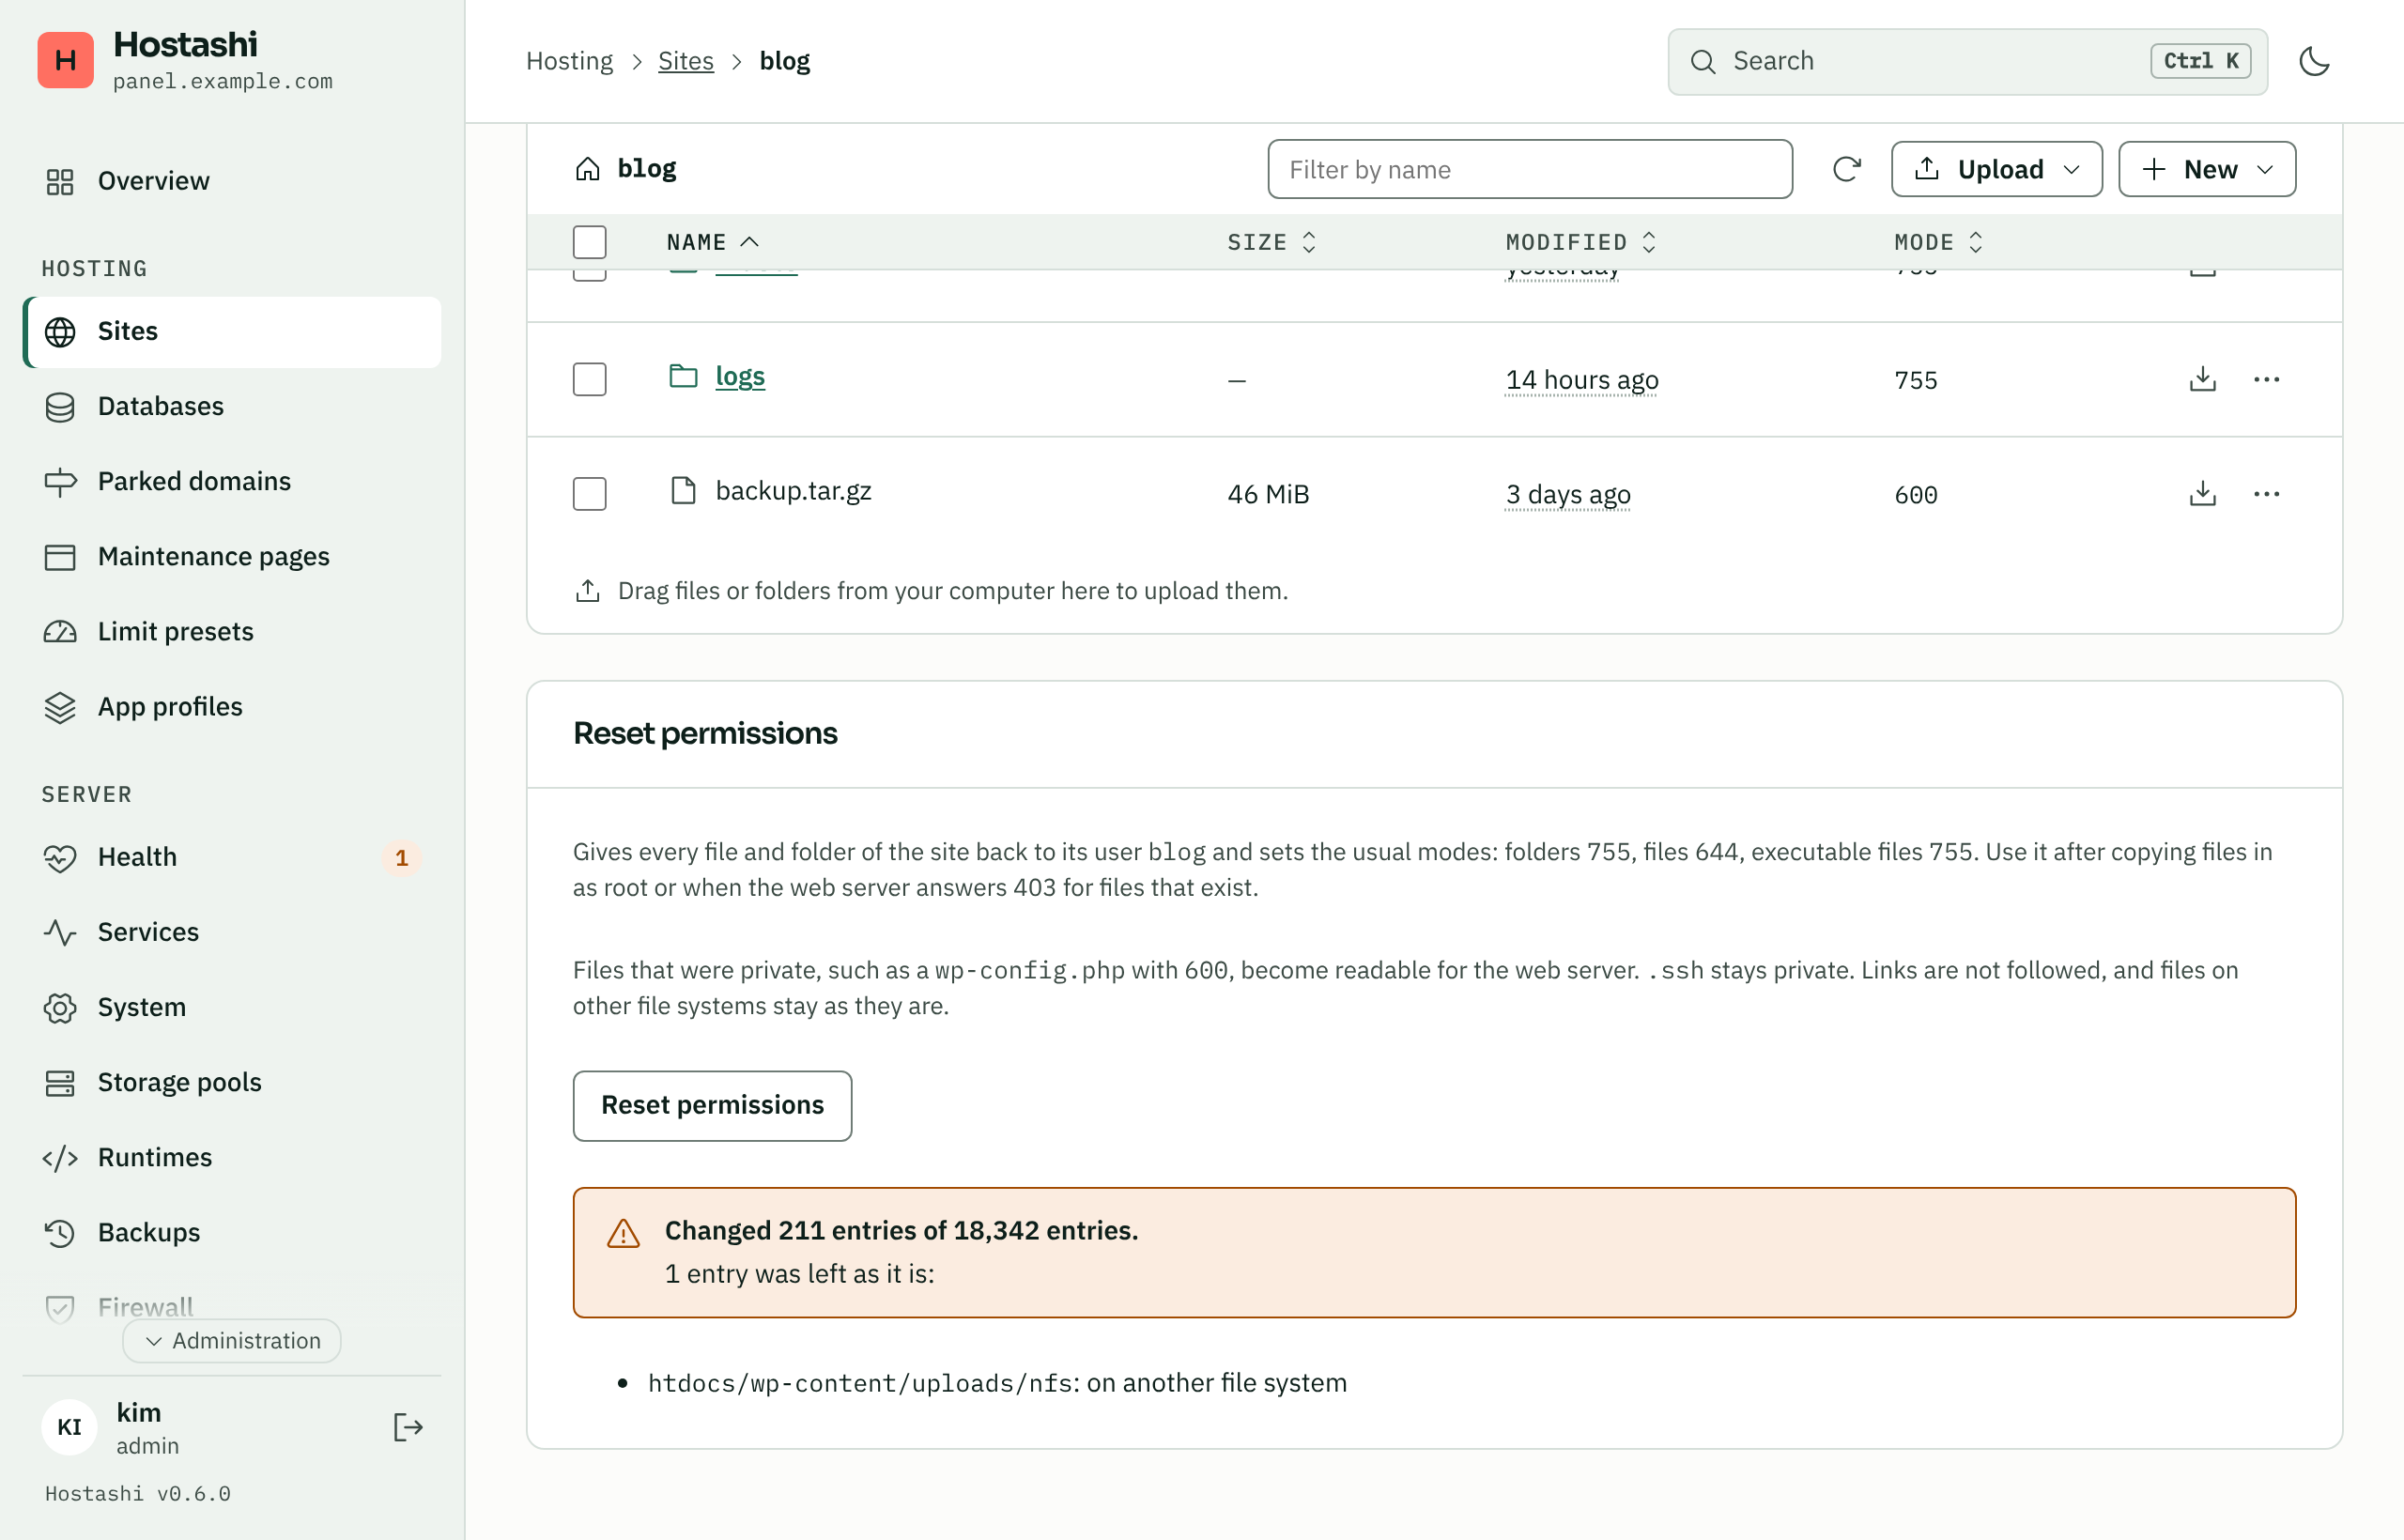 H
Hostashi
panel.example.com
Overview
HOSTING
Sites
Databases
Parked domains
Maintenance pages
Limit presets
App profiles
SERVER
Health 1
Services
System
Storage pools
Runtimes
Backups
Firewall
Administration
KI
kim
admin
Hostashi v0.6.0
Hosting > Sites > blog
Search Ctrl K
blog
Filter by name
Upload
New
NAME SIZE MODIFIED MODE
yesterday 755
logs — 14 hours ago 755
backup.tar.gz 46 MiB 3 days ago 600
Drag files or folders from your computer here to upload them.
Reset permissions
Gives every file and folder of the site back to its user blog and sets the usual modes: folders 755, files 644, executable files 755. Use it after copying files in
as root or when the web server answers 403 for files that exist.
Files that were private, such as a wp-config.php with 600, become readable for the web server. .ssh stays private. Links are not followed, and files on
other file systems stay as they are.
Reset permissions
Changed 211 entries of 18,342 entries.
1 entry was left as it is:
• htdocs/wp-content/uploads/nfs: on another file system